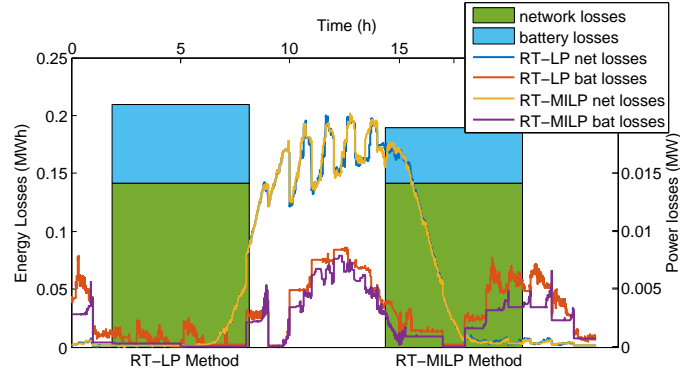 Time (h)
0
5
10
15
network losses
battery losses
RT−LP net losses
RT−LP bat losses
RT−MILP net losses
RT−MILP bat losses
0.25
0.2
0.15
0.1
0.05
0
Energy Losses (MWh)
0.015
0.01
0.005
0
Power losses (MW)
RT−LP Method
RT−MILP Method